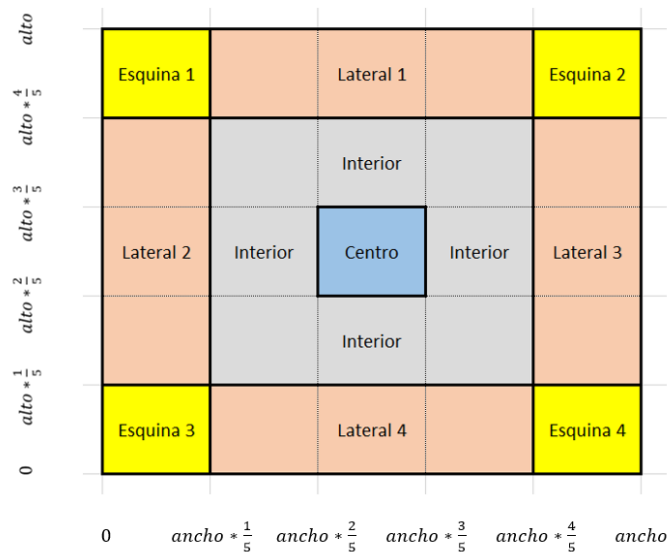 alto
Esquina 1 Lateral 1 Esquina 2
alto * 4/5
Interior
alto * 3/5
Lateral 2 Interior Centro Interior Lateral 3
alto * 2/5
Interior
alto * 1/5
Esquina 3 Lateral 4 Esquina 4
0
0 ancho * 1/5 ancho * 2/5 ancho * 3/5 ancho * 4/5 ancho